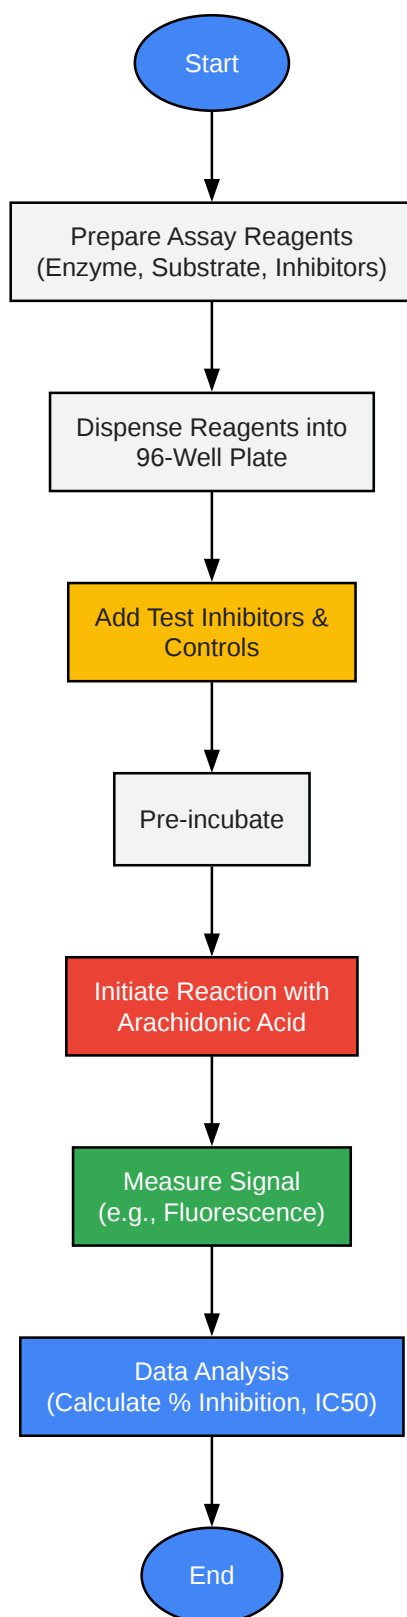 Start
Prepare Assay Reagents
(Enzyme, Substrate, Inhibitors)
Dispense Reagents into
96-Well Plate
Add Test Inhibitors &
Controls
Pre-incubate
Initiate Reaction with
Arachidonic Acid
Measure Signal
(e.g., Fluorescence)
Data Analysis
(Calculate % Inhibition, IC50)
End